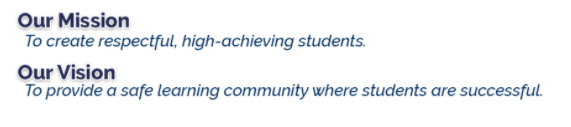 Our Mission
To create respectful, high-achieving students.
Our Vision
To provide a safe learning community where students are successful.